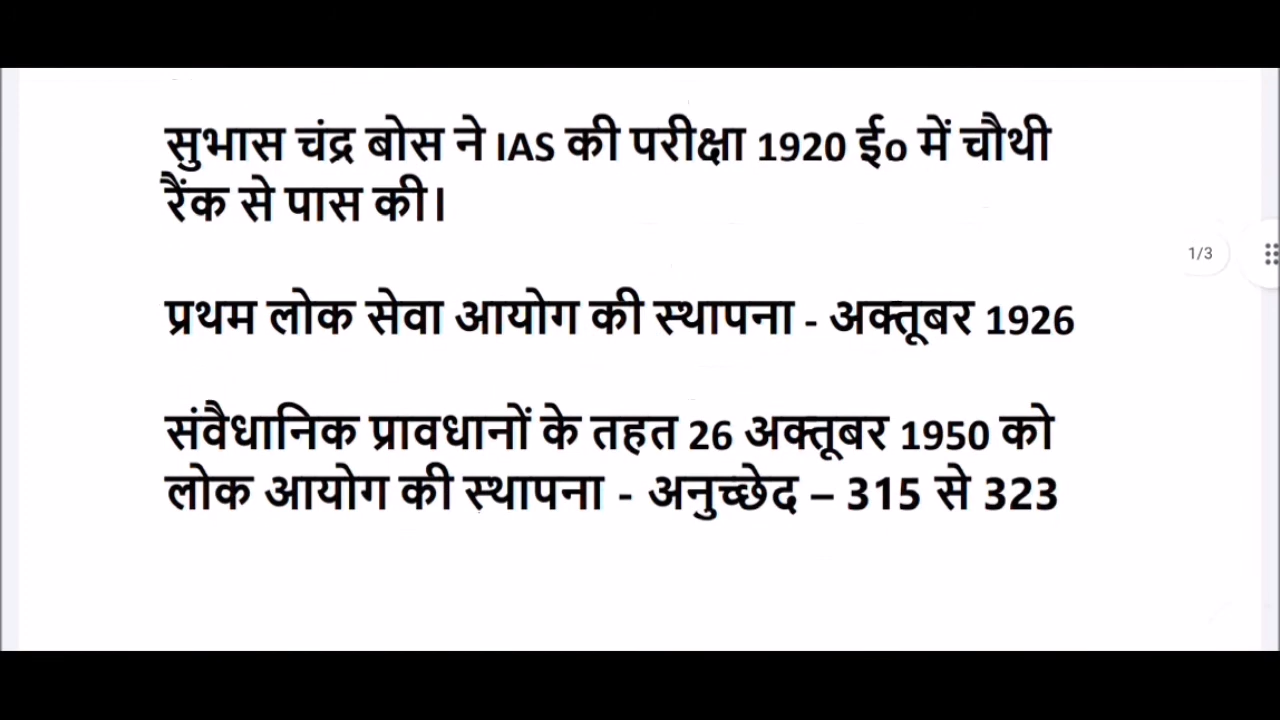 सुभास चंद्र बोस ने IAS की परीक्षा 1920 ईo में चौथी
रैंक से पास की।
1/3
प्रथम लोक सेवा आयोग की स्थापना - अक्तूबर 1926
संवैधानिक प्रावधानों के तहत 26 अक्तूबर 1950 को
लोक आयोग की स्थापना - अनुच्छेद – 315 से 323